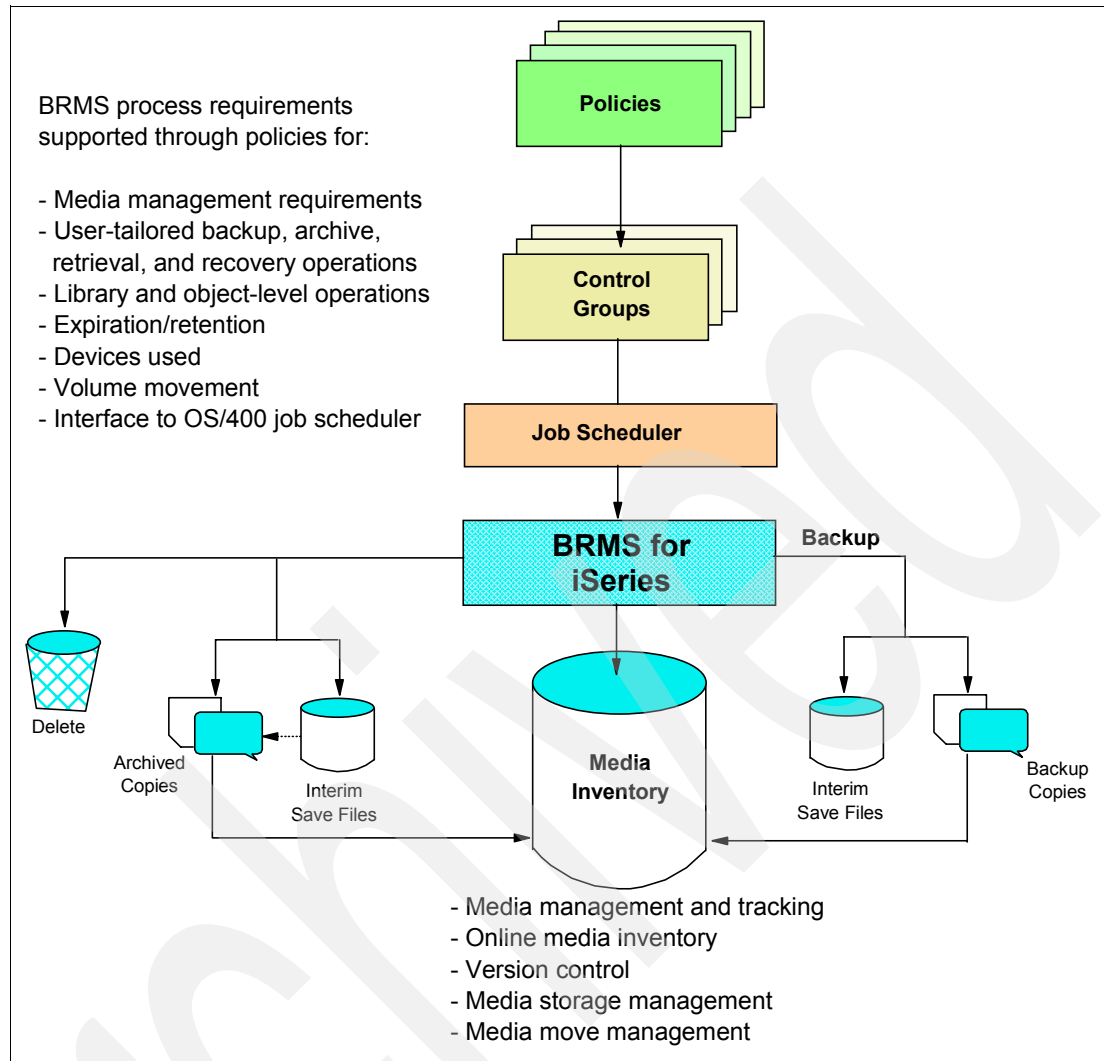 Policies
BRMS process requirements
supported through policies for:
- Media management requirements
- User-tailored backup, archive,
retrieval, and recovery operations
- Library and object-level operations
- Expiration/retention
- Devices used
- Volume movement
- Interface to OS/400 job scheduler
Control
Groups
Job Scheduler
BRMS for
iSeries
Backup
Delete
Archived
Copies
Interim
Save Files
Media
Inventory
Interim
Save Files
Backup
Copies
- Media management and tracking
- Online media inventory
- Version control
- Media storage management
- Media move management
chived